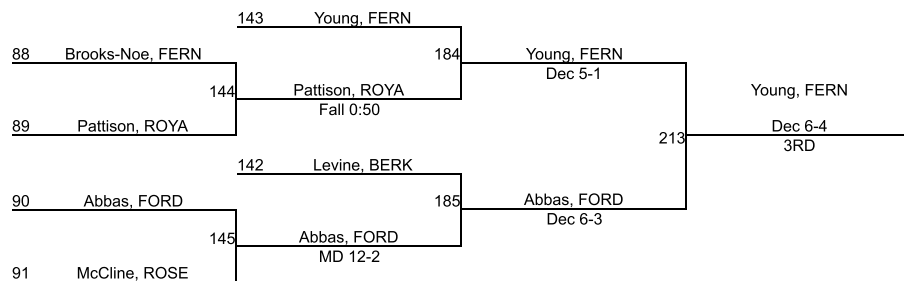 143 Young, FERN
88 Brooks-Noe, FERN
184 Young, FERN
Dec 5-1
144 Pattison, ROYA
Fall 0:50
Young, FERN
89 Pattison, ROYA
213 Dec 6-4
3RD
142 Levine, BERK
90 Abbas, FORD
185 Abbas, FORD
Dec 6-3
145 Abbas, FORD
MD 12-2
91 McCline, ROSE